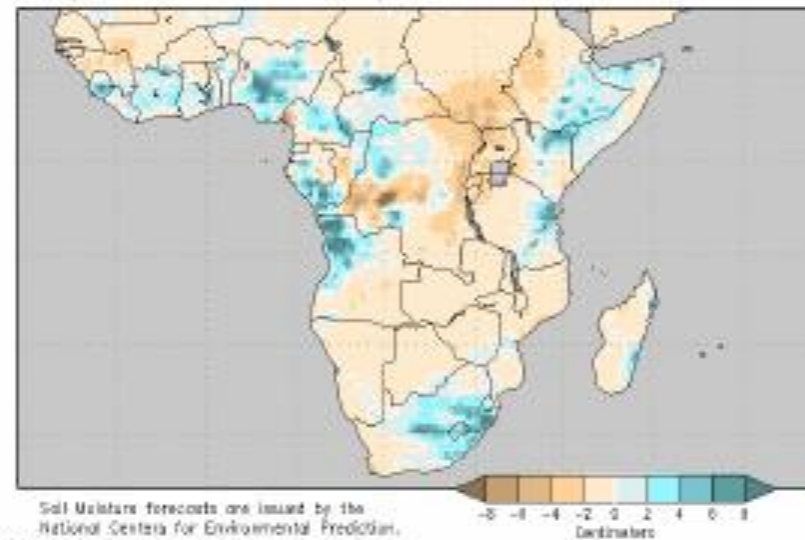 Soil Moisture forecasts are issued by the
National Centers for Environmental Prediction.
-8 -6 -4 -2 0 2 4 6 8
Centimeters